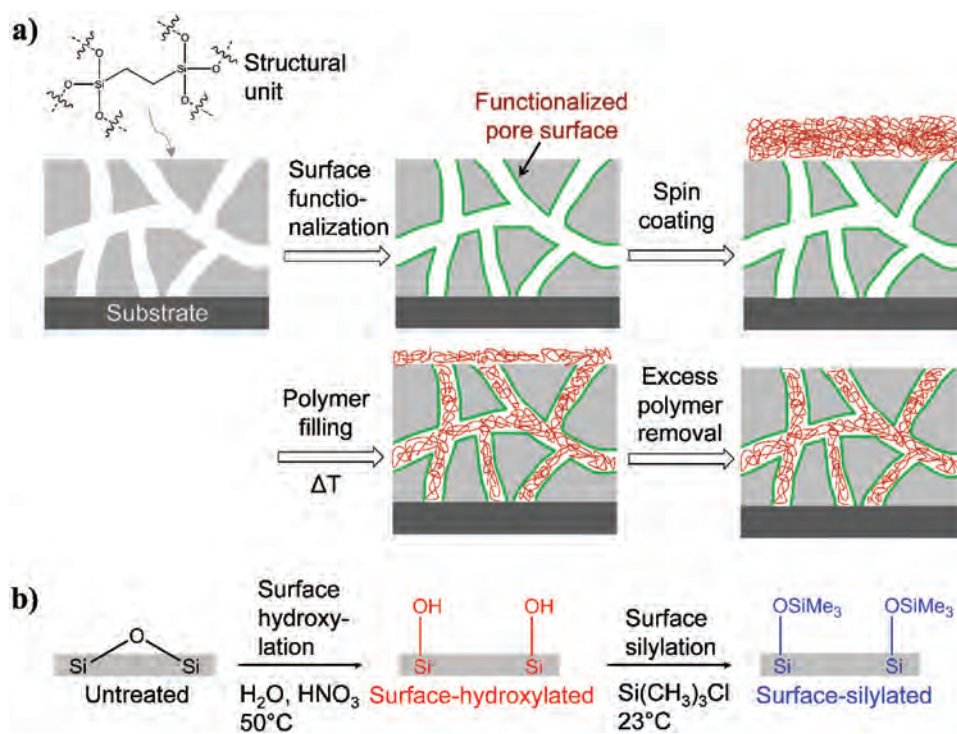 a)
O
O
O
Si
Si
O
O
O
Structural
unit
Functionalized
pore surface
Surface
functio-
nalization
Spin
coating
Substrate
Polymer
filling
ΔT
Excess
polymer
removal
b)
O
Si
Si
Untreated
Surface
hydroxy-
lation
H₂O, HNO₃
50°C
OH
OH
Si
Si
Surface-hydroxylated
Surface
silylation
Si(CH₃)₃Cl
23°C
OSiMe₃
OSiMe₃
Si
Si
Surface-silylated